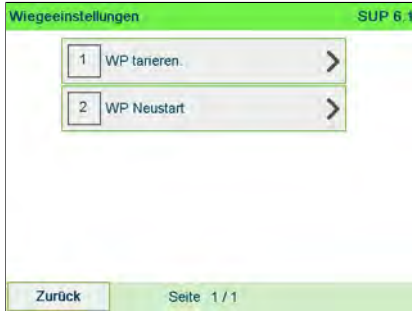 Wiegeeinstellungen SUP 6.1
1 WP tarieren.
2 WP Neustart
Zurück Seite 1 / 1